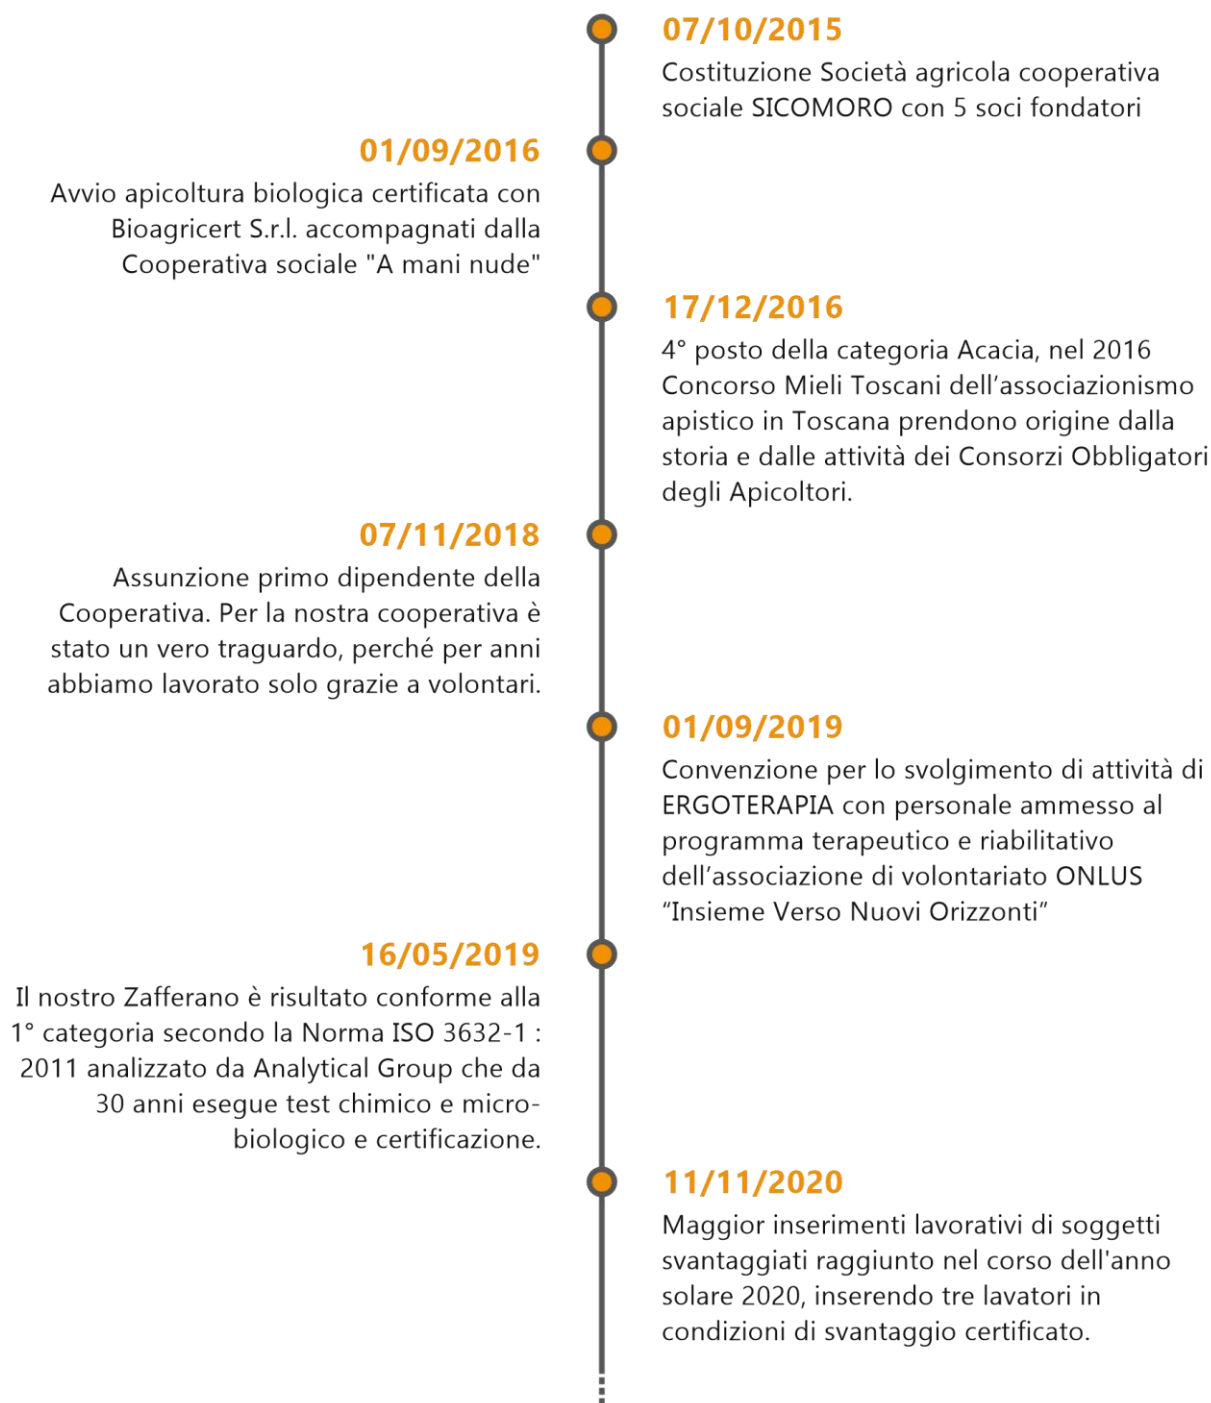 07/10/2015
Costituzione Società agricola cooperativa
sociale SICOMORO con 5 soci fondatori
01/09/2016
Avvio apicoltura biologica certificata con
Bioagricert S.r.l. accompagnati dalla
Cooperativa sociale "A mani nude"
17/12/2016
4° posto della categoria Acacia, nel 2016
Concorso Mieli Toscani dell’associazionismo
apistico in Toscana prendono origine dalla
storia e dalle attività dei Consorzi Obbligatori
degli Apicoltori.
07/11/2018
Assunzione primo dipendente della
Cooperativa. Per la nostra cooperativa è
stato un vero traguardo, perché per anni
abbiamo lavorato solo grazie a volontari.
01/09/2019
Convenzione per lo svolgimento di attività di
ERGOTERAPIA con personale ammesso al
programma terapeutico e riabilitativo
dell’associazione di volontariato ONLUS
“Insieme Verso Nuovi Orizzonti”
16/05/2019
Il nostro Zafferano è risultato conforme alla
1° categoria secondo la Norma ISO 3632-1 :
2011 analizzato da Analytical Group che da
30 anni esegue test chimico e micro-
biologico e certificazione.
11/11/2020
Maggior inserimenti lavorativi di soggetti
svantaggiati raggiunto nel corso dell'anno
solare 2020, inserendo tre lavatori in
condizioni di svantaggio certificato.